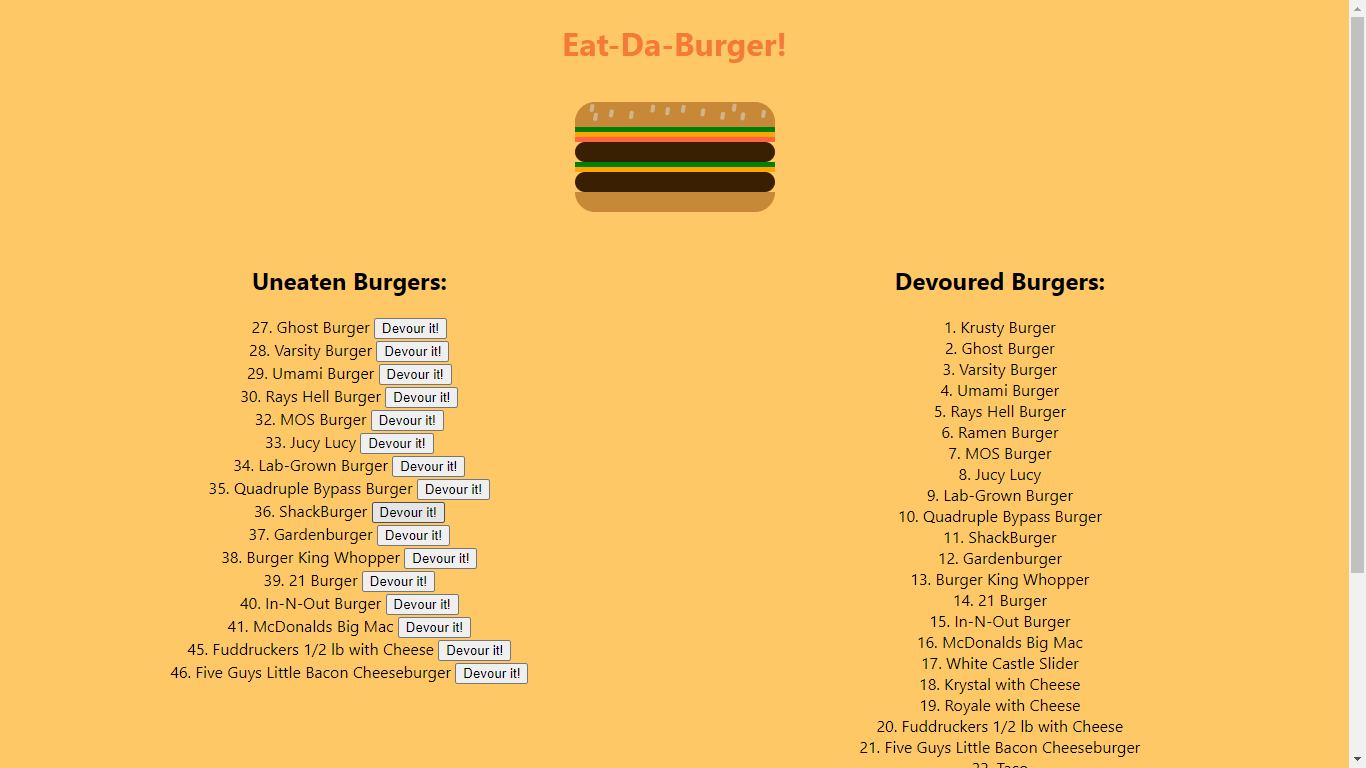 Eat-Da-Burger!
Uneaten Burgers:
27. Ghost Burger Devour it!
28. Varsity Burger Devour it!
29. Umami Burger Devour it!
30. Rays Hell Burger Devour it!
32. MOS Burger Devour it!
33. Jucy Lucy Devour it!
34. Lab-Grown Burger Devour it!
35. Quadruple Bypass Burger Devour it!
36. ShackBurger Devour it!
37. Gardenburger Devour it!
38. Burger King Whopper Devour it!
39. 21 Burger Devour it!
40. In-N-Out Burger Devour it!
41. McDonalds Big Mac Devour it!
45. Fuddruckers 1/2 lb with Cheese Devour it!
46. Five Guys Little Bacon Cheeseburger Devour it!
Devoured Burgers:
1. Krusty Burger
2. Ghost Burger
3. Varsity Burger
4. Umami Burger
5. Rays Hell Burger
6. Ramen Burger
7. MOS Burger
8. Jucy Lucy
9. Lab-Grown Burger
10. Quadruple Bypass Burger
11. ShackBurger
12. Gardenburger
13. Burger King Whopper
14. 21 Burger
15. In-N-Out Burger
16. McDonalds Big Mac
17. White Castle Slider
18. Krystal with Cheese
19. Royale with Cheese
20. Fuddruckers 1/2 lb with Cheese
21. Five Guys Little Bacon Cheeseburger
22. Taco